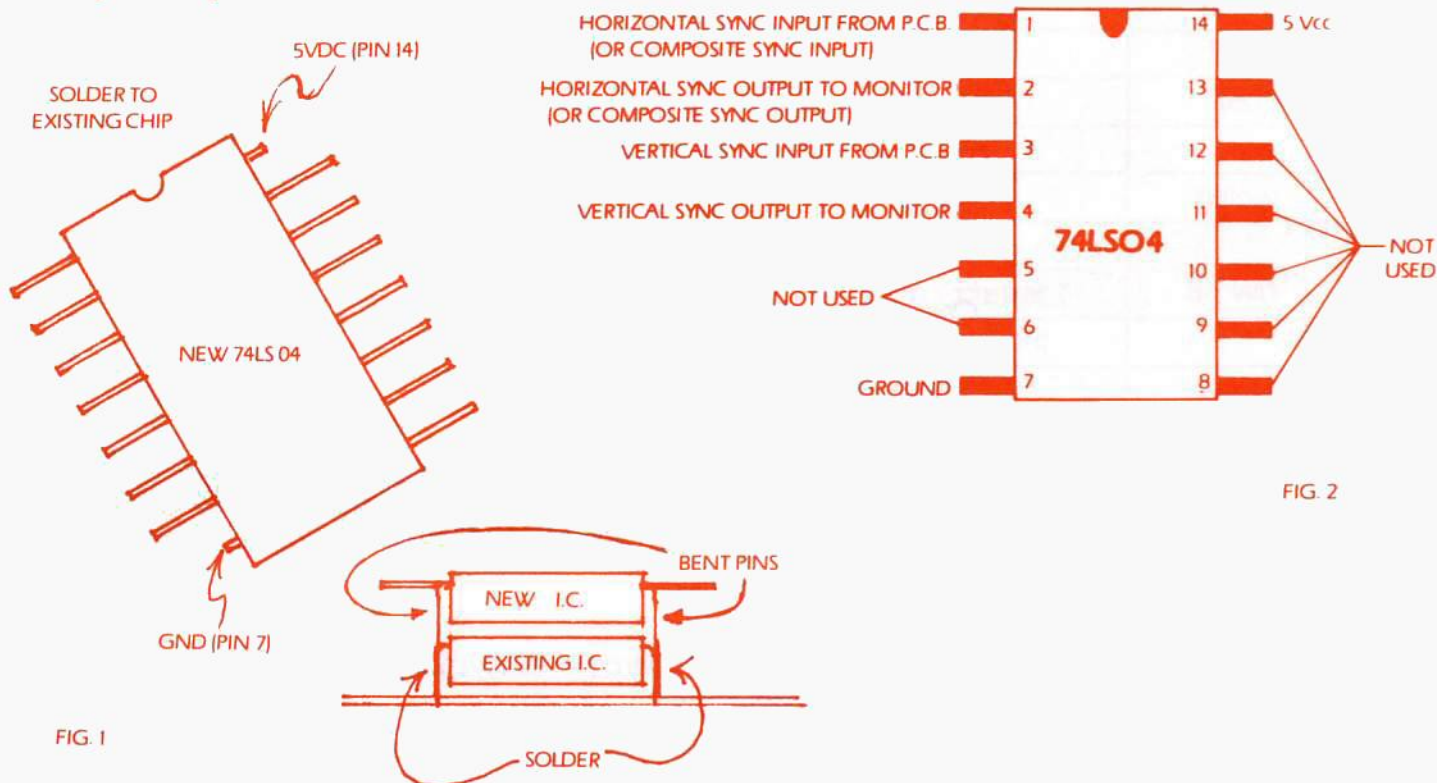 5VDC (PIN 14)
SOLDER TO
EXISTING CHIP
NEW 74LS 04
GND (PIN 7)
BENT PINS
NEW I.C.
EXISTING I.C.
SOLDER
FIG. 1
HORIZONTAL SYNC INPUT FROM P.C.B.
(OR COMPOSITE SYNC INPUT)
HORIZONTAL SYNC OUTPUT TO MONITOR
(OR COMPOSITE SYNC OUTPUT)
VERTICAL SYNC INPUT FROM P.C.B
VERTICAL SYNC OUTPUT TO MONITOR
NOT USED
GROUND
1
2
3
4
5
6
7
74LS04
14
13
12
11
10
9
8
5 Vcc
NOT
USED
FIG. 2